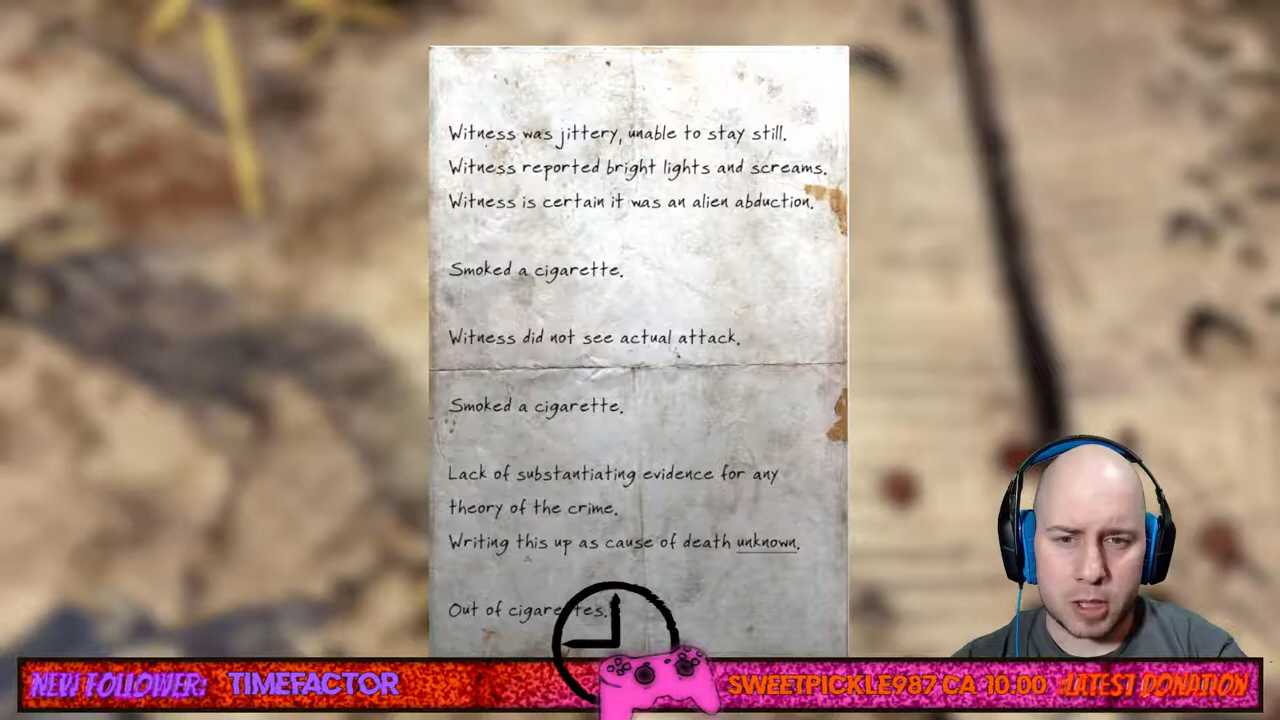 Witness was jittery, unable to stay still.
Witness reported bright lights and screams.
Witness is certain it was an alien abduction.
Smoked a cigarette.
Witness did not see actual attack.
Smoked a cigarette.
Lack of substantiating evidence for any
theory of the crime.
Writing this up as cause of death unknown.
Out of cigarettes.
NEW FOLLOWER: TIMEFACTOR
SWEETPICKLE987 CA 10.00 :LATEST DONATION